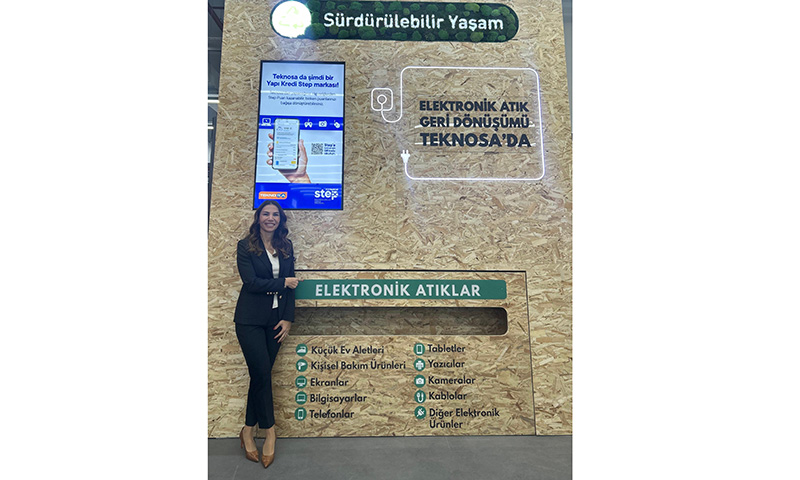 Sürdürülebilir Yaşam
Teknosa da şimdi bir
Yapı Kredi Step markası!
ELEKTRONİK ATIK
GERİ DÖNÜŞÜMÜ
TEKNOSA'DA
TEKNOSA
step
ELEKTRONİK ATIKLAR
Küçük Ev Aletleri
Kişisel Bakım Ürünleri
Ekranlar
Bilgisayarlar
Telefonlar
Tabletler
Yazıcılar
Kameralar
Kablolar
Diğer Elektronik
Ürünler